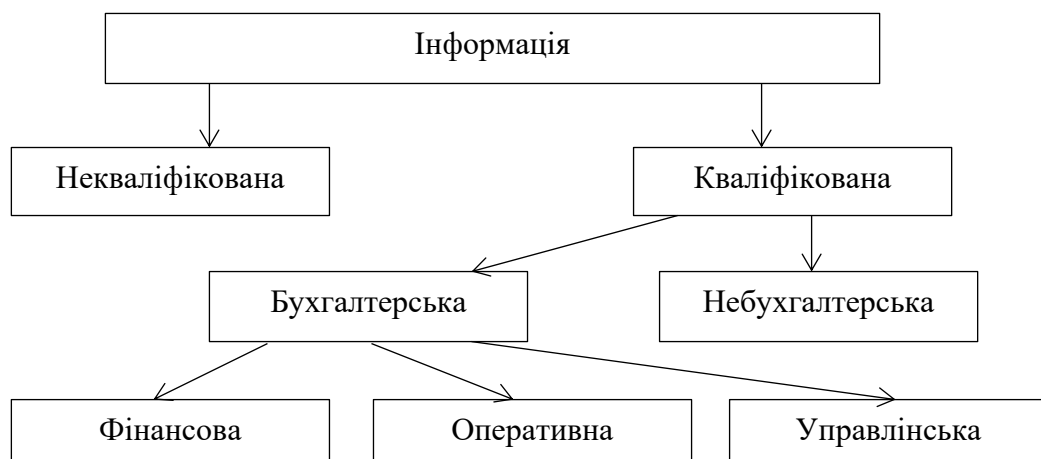 Інформація
Некваліфікована
Кваліфікована
Бухгалтерська
Небухгалтерська
Фінансова
Оперативна
Управлінська